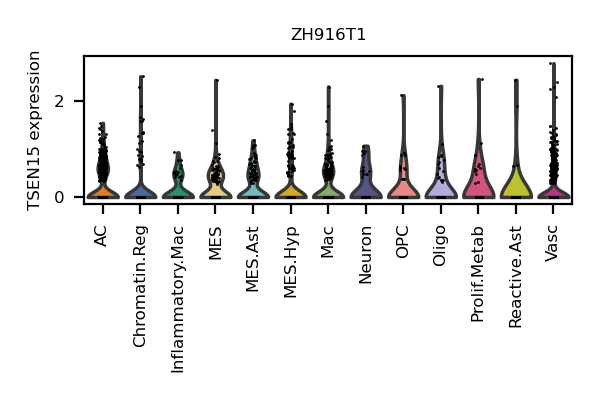 ZH916T1
TSEN15 expression
2
0
AC
Chromatin.Reg
Inflammatory.Mac
MES
MES.Ast
MES.Hyp
Mac
Neuron
OPC
Oligo
Prolif.Metab
Reactive.Ast
Vasc